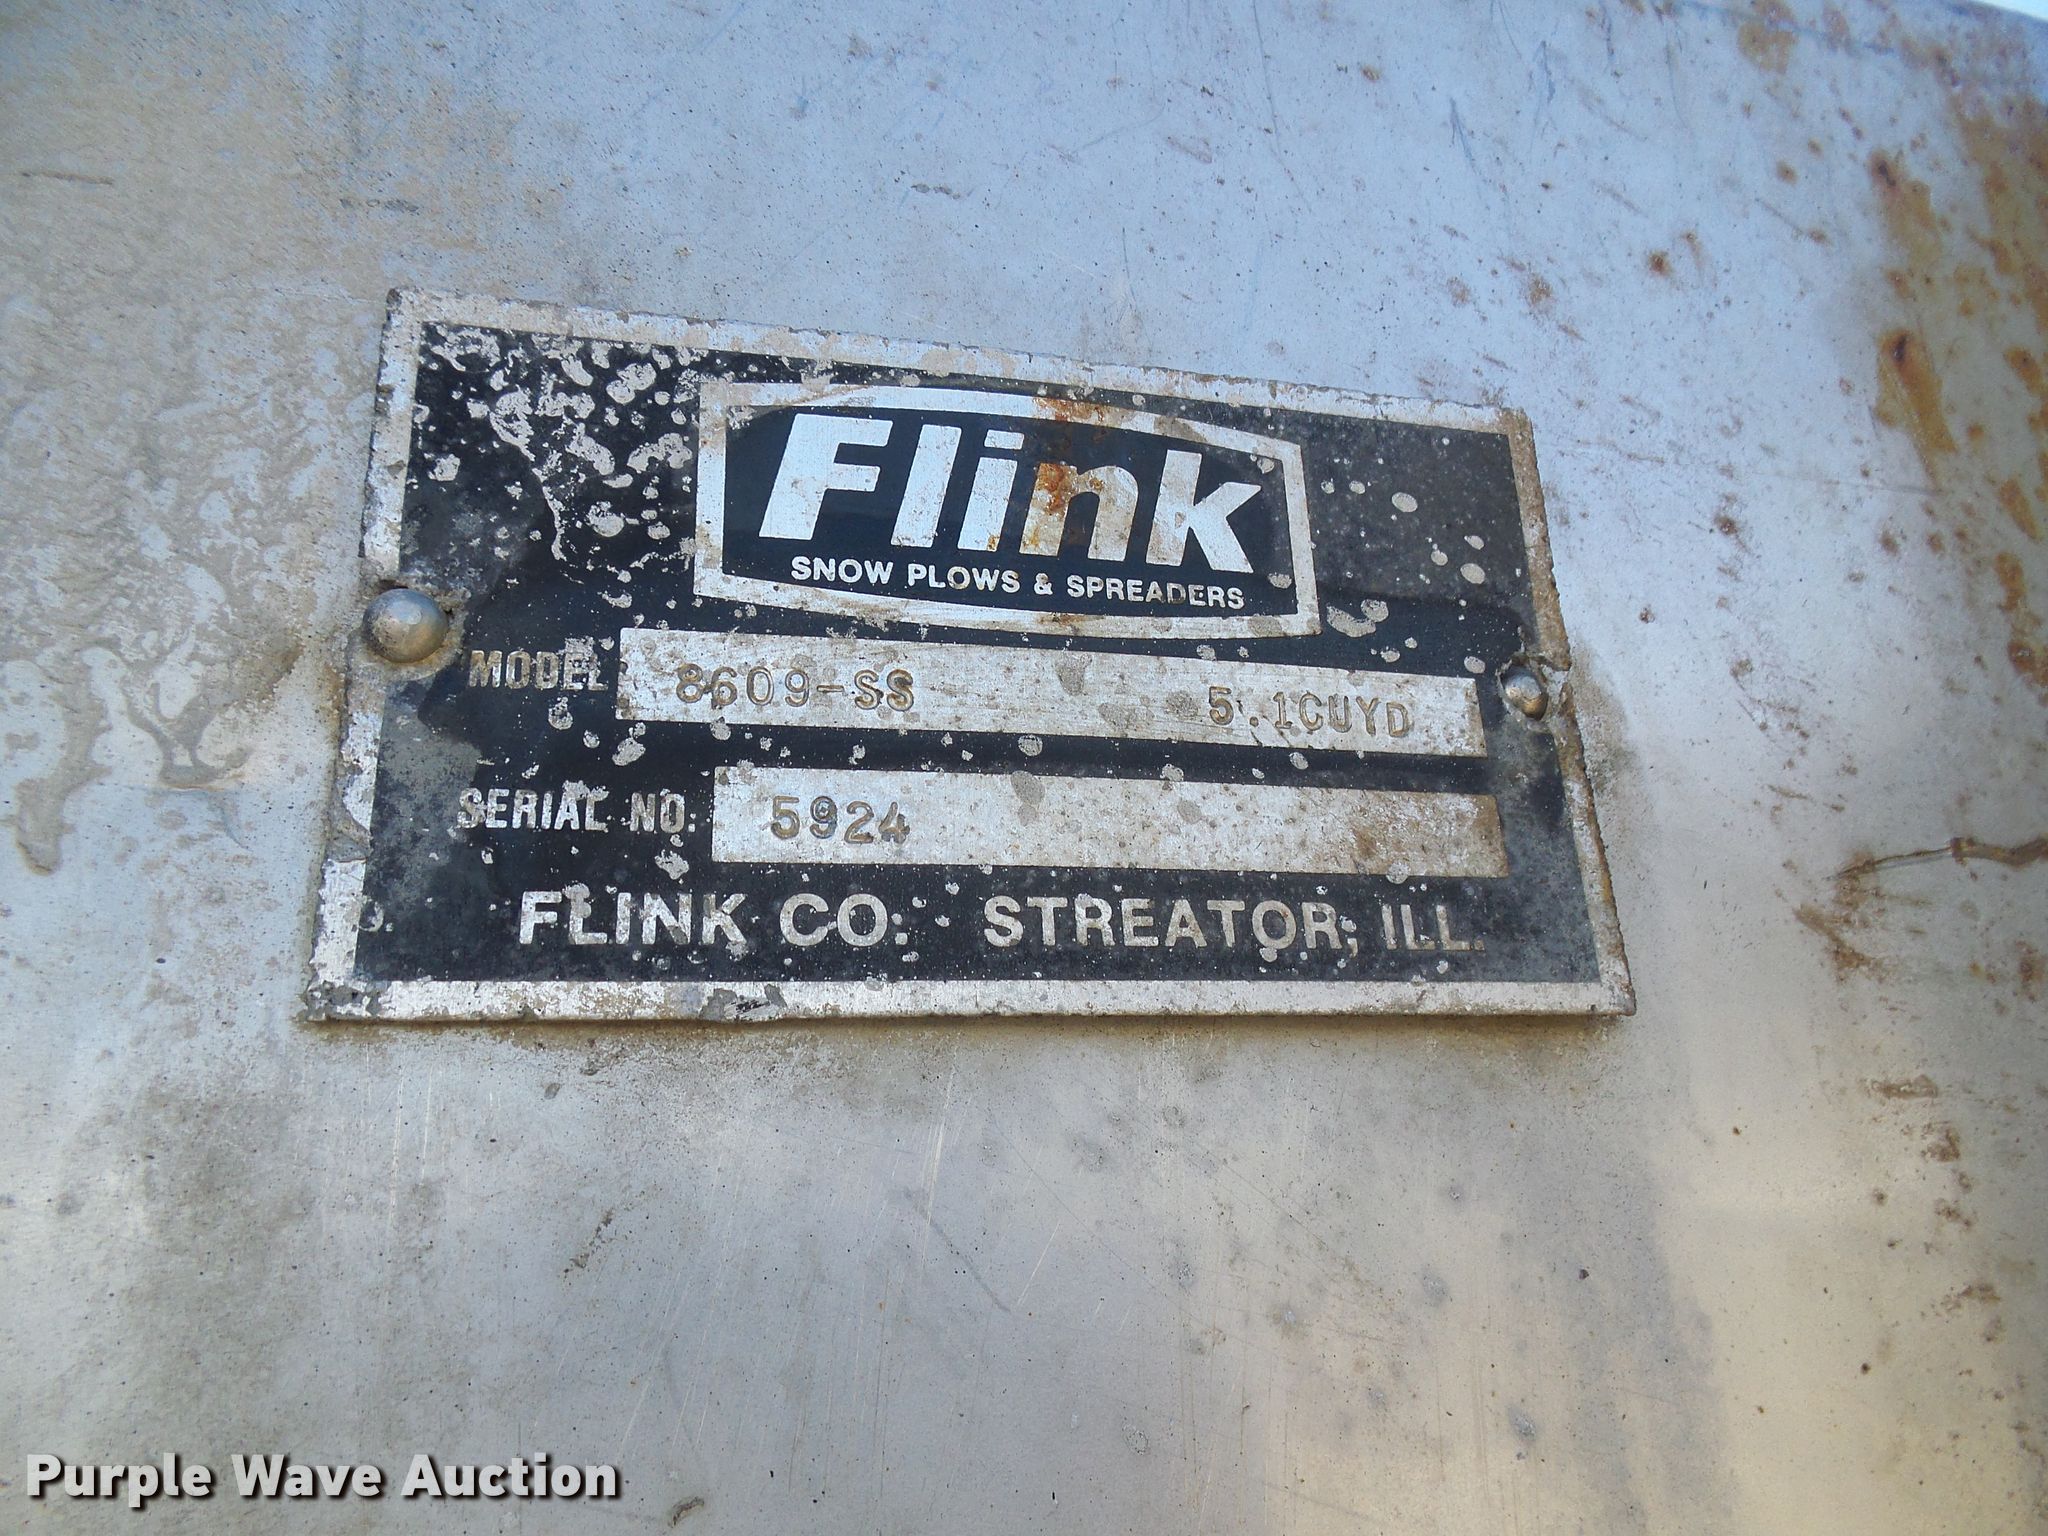 Flink
SNOW PLOWS & SPREADERS
MODEL 8609-SS 5.1CUYD
SERIAL NO. 5924
FLINK CO. STREATOR, ILL.
Purple Wave Auction